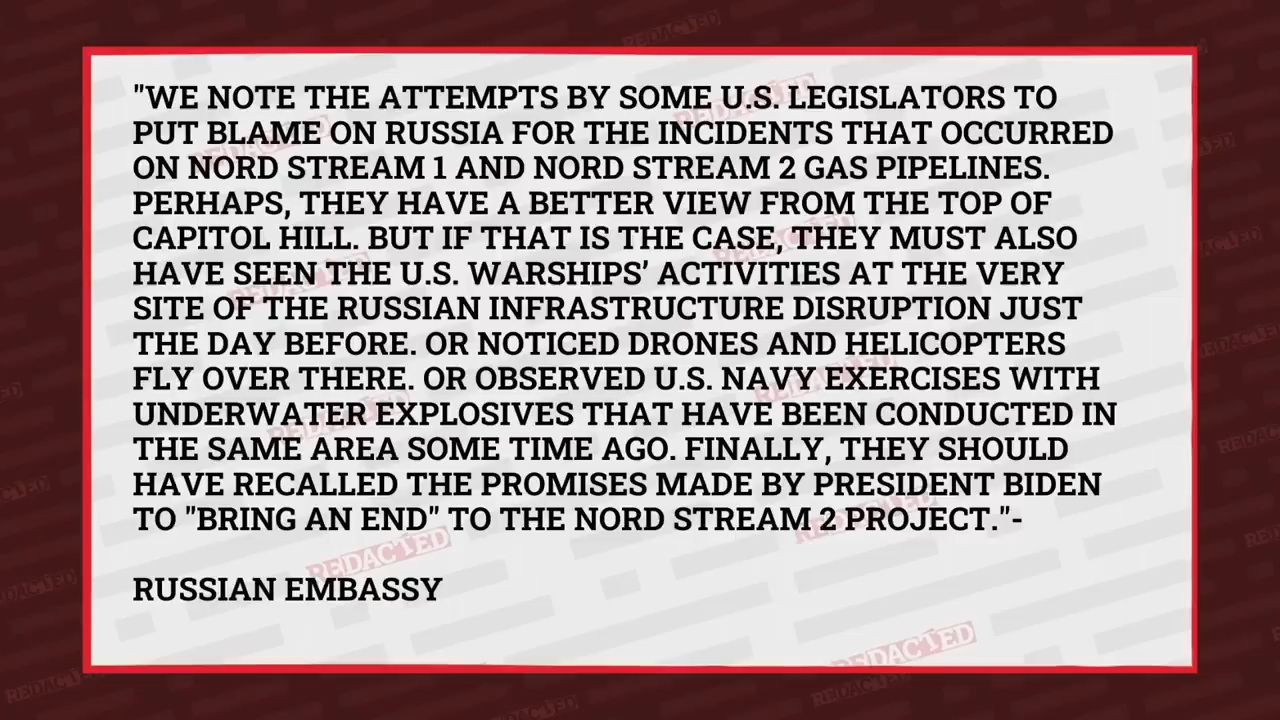 "WE NOTE THE ATTEMPTS BY SOME U.S. LEGISLATORS TO
PUT BLAME ON RUSSIA FOR THE INCIDENTS THAT OCCURRED
ON NORD STREAM 1 AND NORD STREAM 2 GAS PIPELINES.
PERHAPS, THEY HAVE A BETTER VIEW FROM THE TOP OF
CAPITOL HILL. BUT IF THAT IS THE CASE, THEY MUST ALSO
HAVE SEEN THE U.S. WARSHIPS' ACTIVITIES AT THE VERY
SITE OF THE RUSSIAN INFRASTRUCTURE DISRUPTION JUST
THE DAY BEFORE. OR NOTICED DRONES AND HELICOPTERS
FLY OVER THERE. OR OBSERVED U.S. NAVY EXERCISES WITH
UNDERWATER EXPLOSIVES THAT HAVE BEEN CONDUCTED IN
THE SAME AREA SOME TIME AGO. FINALLY, THEY SHOULD
HAVE RECALLED THE PROMISES MADE BY PRESIDENT BIDEN
TO "BRING AN END" TO THE NORD STREAM 2 PROJECT."-
REDACTED
RUSSIAN EMBASSY
REDACTED